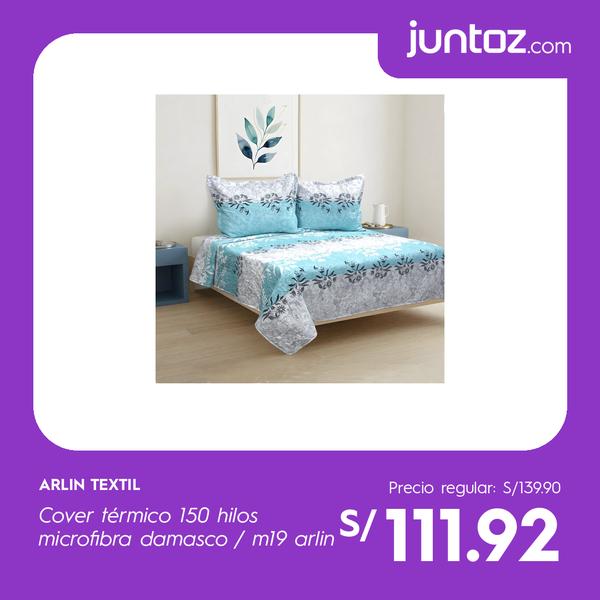 juntoz.com
ARLIN TEXTIL
Cover térmico 150 hilos
microfibra damasco / m19 arlin
Precio regular: S/139.90
S/111.92